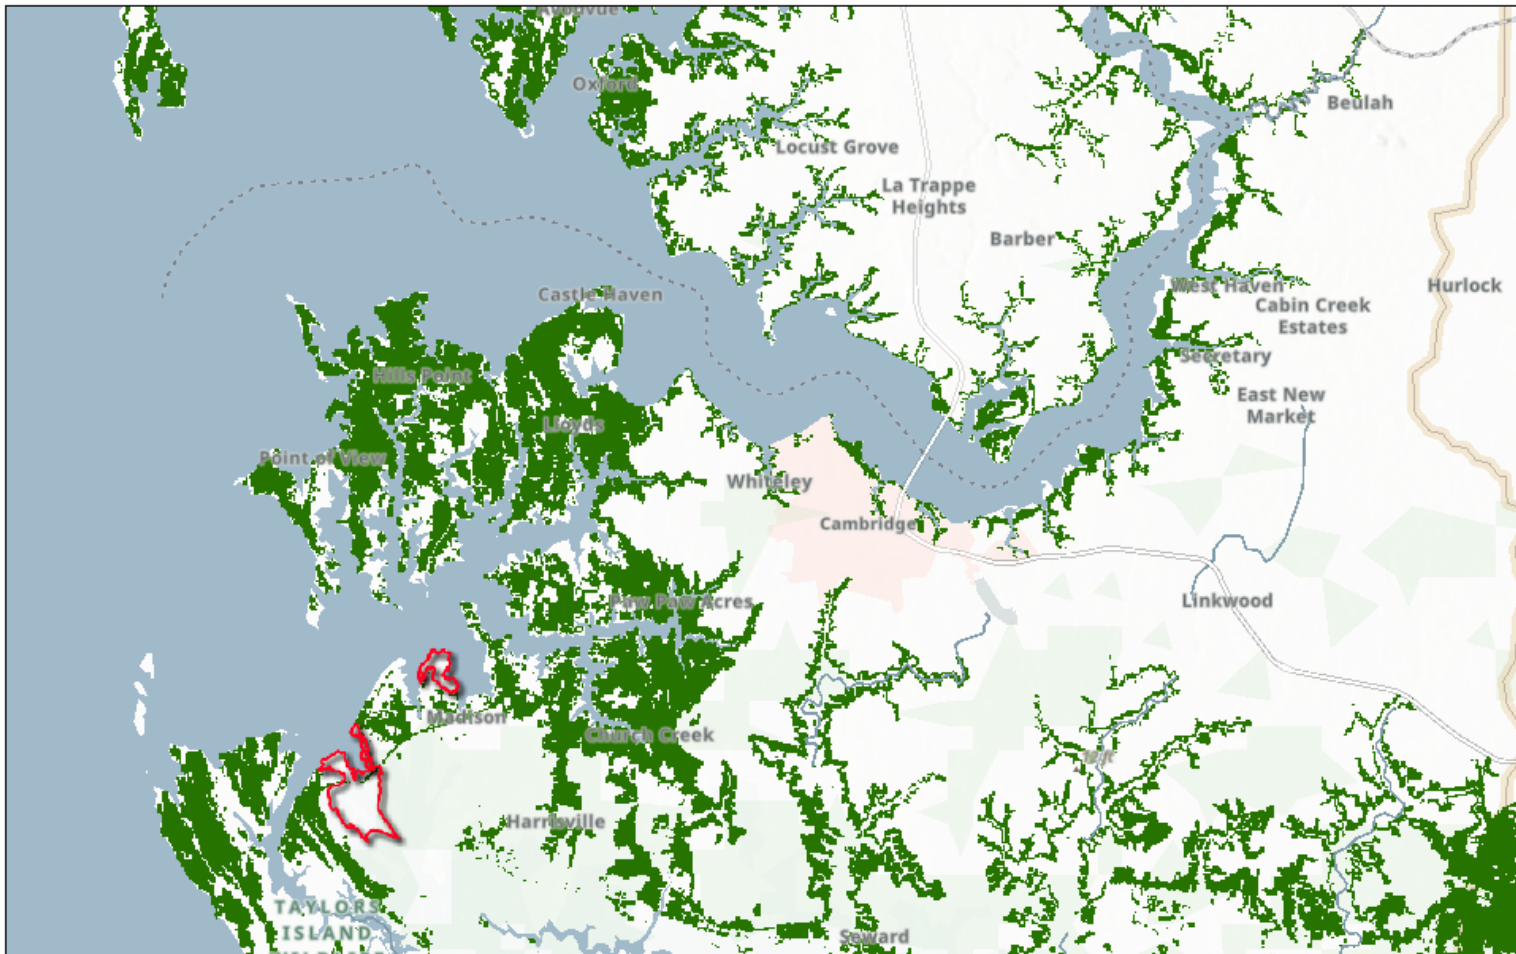 Oxford
Beulah
Locust Grove
La Trappe
Heights
Barber
West Haven
Hurlock
Castle Haven
Cabin Creek
Estates
Secretary
Hills Point
East New
Market
Lloyds
Point of View
Whiteley
Cambridge
Paw Paw Acres
Linkwood
Madison
Church Creek
Harrisville
TAYLORS
ISLAND
Seward